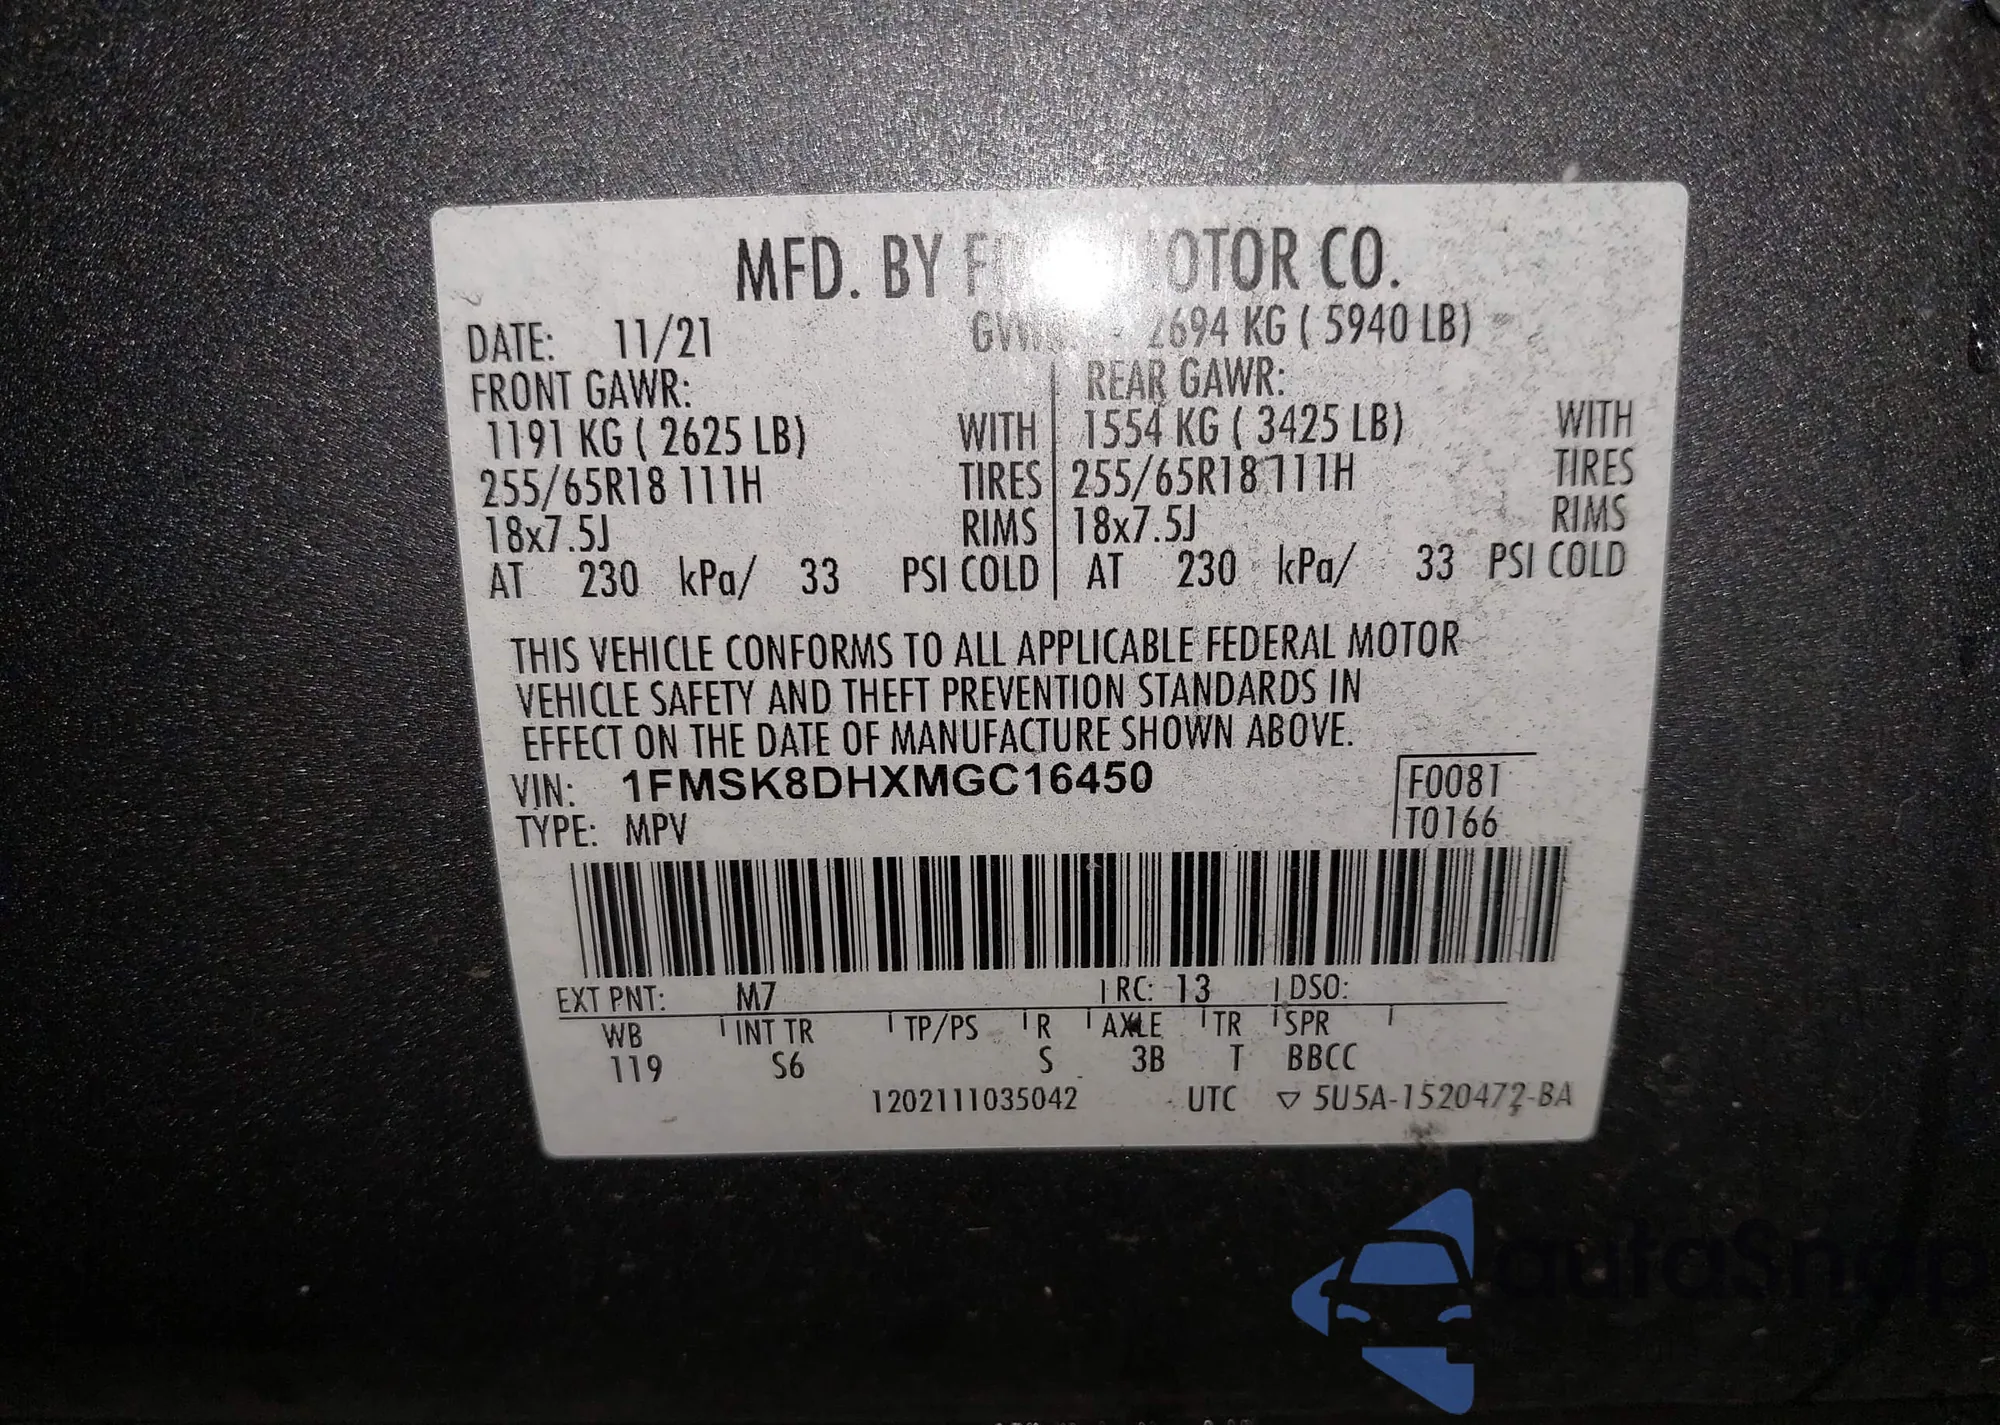 MFD. BY FORD MOTOR CO.
DATE: 11/21 GVWR: 2694 KG ( 5940 LB)
FRONT GAWR: REAR GAWR:
1191 KG ( 2625 LB) WITH 1554 KG ( 3425 LB) WITH
255/65R18 111H TIRES 255/65R18 111H TIRES
18x7.5J RIMS 18x7.5J RIMS
AT 230 kPa/ 33 PSI COLD AT 230 kPa/ 33 PSI COLD
THIS VEHICLE CONFORMS TO ALL APPLICABLE FEDERAL MOTOR
VEHICLE SAFETY AND THEFT PREVENTION STANDARDS IN
EFFECT ON THE DATE OF MANUFACTURE SHOWN ABOVE.
VIN: 1FMSK8DHXMGC16450 F0081
TYPE: MPV T0166
EXT PNT: M7 RC: 13 DSO:
WB INT TR TP/PS R AXLE TR SPR
119 S6 S 3B T BBCC
1202111035042 UTC ▽ 5U5A-1520472-BA
autoSnap